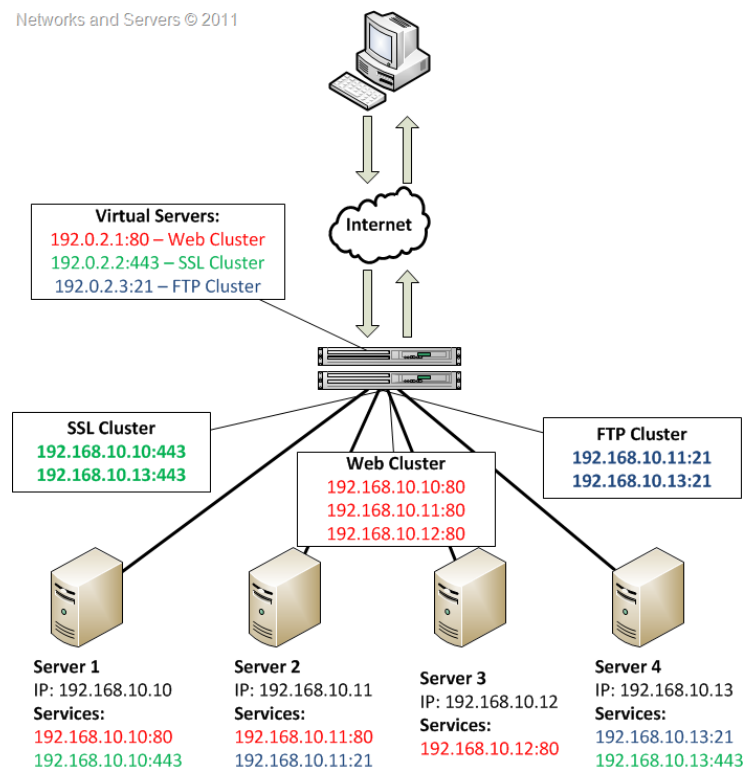 Networks and Servers © 2011
Internet
Virtual Servers:
192.0.2.1:80 – Web Cluster
192.0.2.2:443 – SSL Cluster
192.0.2.3:21 – FTP Cluster
SSL Cluster
192.168.10.10:443
192.168.10.13:443
Web Cluster
192.168.10.10:80
192.168.10.11:80
192.168.10.12:80
FTP Cluster
192.168.10.11:21
192.168.10.13:21
Server 1
IP: 192.168.10.10
Services:
192.168.10.10:80
192.168.10.10:443
Server 2
IP: 192.168.10.11
Services:
192.168.10.11:80
192.168.10.11:21
Server 3
IP: 192.168.10.12
Services:
192.168.10.12:80
Server 4
IP: 192.168.10.13
Services:
192.168.10.13:21
192.168.10.13:443